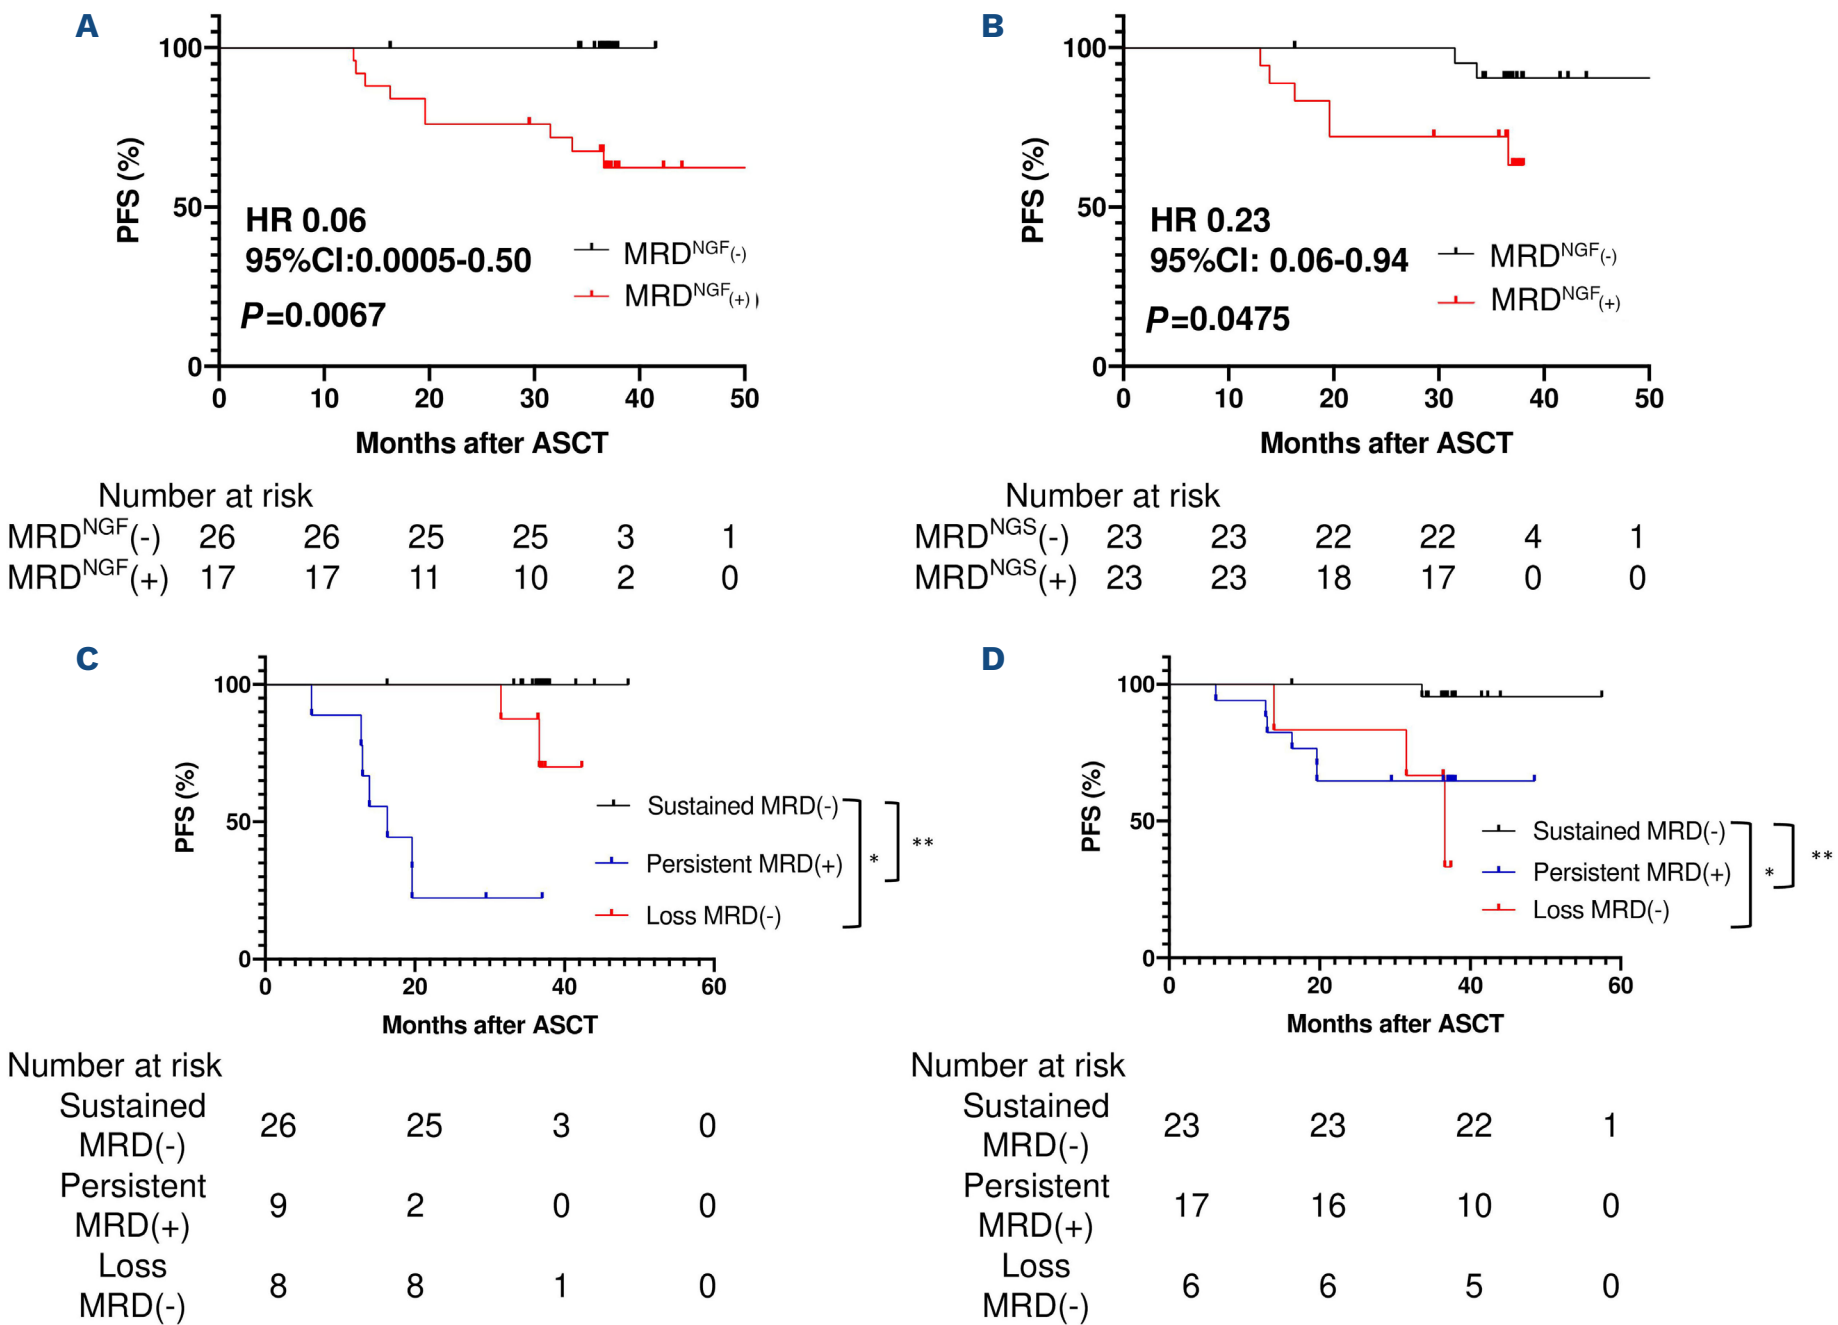 A
100
50
0
PFS (%)
HR 0.06
95%CI:0.0005-0.50
P=0.0067
MRDNGF(-)
MRDNGF(+) )
0 10 20 30 40 50
Months after ASCT
Number at risk
MRDNGF(-) 26 26 25 25 3 1
MRDNGF(+) 17 17 11 10 2 0
B
100
50
0
PFS (%)
HR 0.23
95%CI: 0.06-0.94
P=0.0475
MRDNGF(-)
MRDNGF(+)
0 10 20 30 40 50
Months after ASCT
Number at risk
MRDNGS(-) 23 23 22 22 4 1
MRDNGS(+) 23 23 18 17 0 0
C
100
50
0
PFS (%)
Sustained MRD(-)
Persistent MRD(+)
Loss MRD(-)
*
**
0 20 40 60
Months after ASCT
Number at risk
Sustained
MRD(-) 26 25 3 0
Persistent
MRD(+) 9 2 0 0
Loss
MRD(-) 8 8 1 0
D
100
50
0
PFS (%)
Sustained MRD(-)
Persistent MRD(+)
Loss MRD(-)
*
**
0 20 40 60
Months after ASCT
Number at risk
Sustained
MRD(-) 23 23 22 1
Persistent
MRD(+) 17 16 10 0
Loss
MRD(-) 6 6 5 0